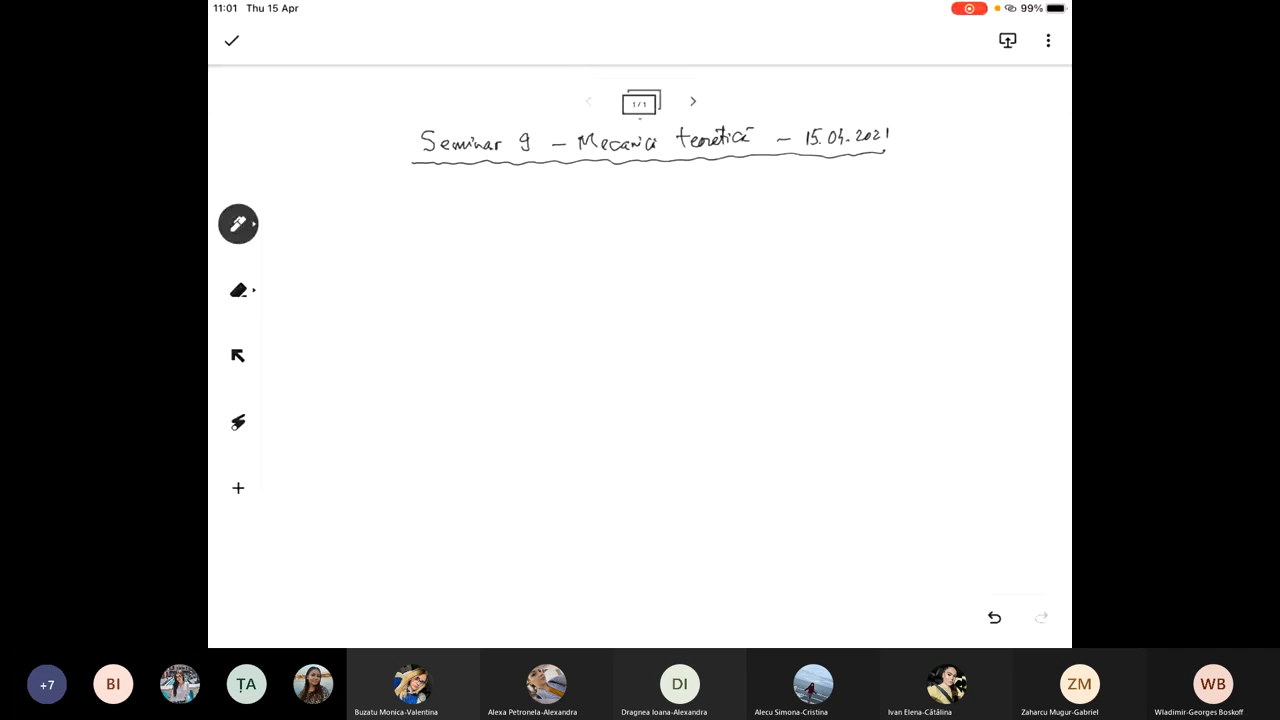 11:01 Thu 15 Apr
99%
1/1
Seminar 9 – Mecanică teoretică – 15.04.2021
+7
BI
ȚA
DI
ZM
WB
Buzatu Monica-Valentina
Alexa Petronela-Alexandra
Dragnea Ioana-Alexandra
Alecu Simona-Cristina
Ivan Elena-Cătălina
Zaharcu Mugur-Gabriel
Wladimir-Georges Boskoff